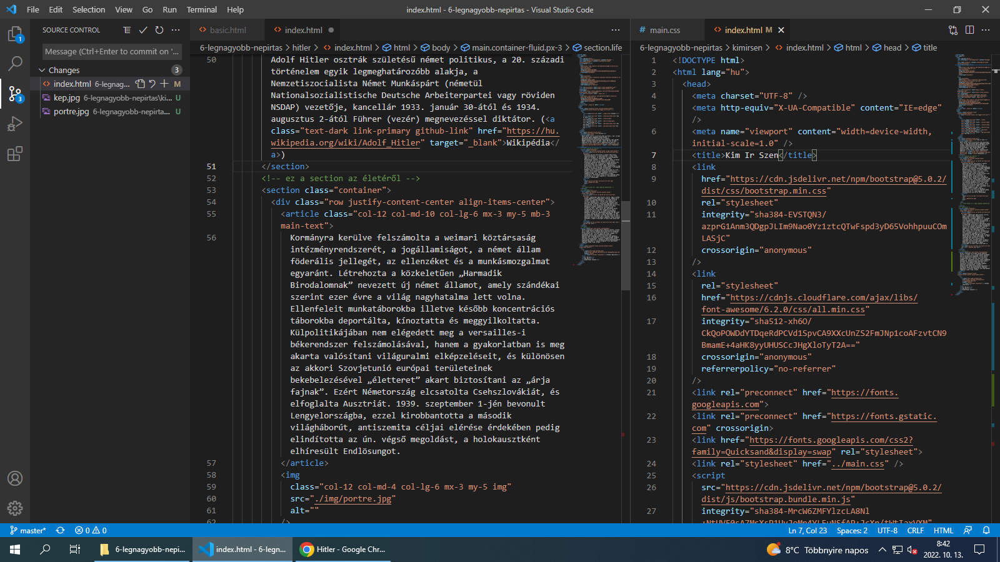 File Edit Selection View Go Run Terminal Help
index.html - 6-legnagyobb-nepirtas - Visual Studio Code
SOURCE CONTROL
Message (Ctrl+Enter to commit on '...
Changes 3
index.html 6-legnag... M
kep.jpg 6-legnagyobb-nepirtas\ki... U
portre.jpg 6-legnagyobb-nepirta... U
1
3
basic.html
index.html
6-legnagyobb-nepirtas > hitler > index.html > html > body > main.container-fluid.px-3 > section.life
50 Adolf Hitler osztrák születésű német politikus, a 20. századi
történelem egyik legmeghatározóbb alakja, a
Nemzetiszocialista Német Munkáspárt (németül
Nationalsozialistische Deutsche Arbeiterpartei vagy röviden
NSDAP) vezetője, kancellár 1933. január 30-ától és 1934.
augusztus 2-ától Führer (vezér) megnevezéssel diktátor. (<a
class="text-dark link-primary github-link" href="https://hu.
wikipedia.org/wiki/Adolf_Hitler" target="_blank">Wikipédia</
a>)
51 </section>
52 <!-- ez a section az életéről -->
53 <section class="container">
54 <div class="row justify-content-center align-items-center">
55 <article class="col-12 col-md-10 col-lg-6 mx-3 my-5 mb-3
main-text">
56 Kormányra kerülve felszámolta a weimari köztársaság
intézményrendszerét, a jogállamiságot, a német állam
föderális jellegét, az ellenzéket és a munkásmozgalmat
egyaránt. Létrehozta a közkeletűen „Harmadik
Birodalomnak” nevezett új német államot, amely szándékai
szerint ezer évre a világ nagyhatalma lett volna.
Ellenfeleit munkatáborokba illetve később koncentrációs
táborokba deportálta, kínoztatta és meggyilkoltatta.
Külpolitikájában nem elégedett meg a versailles-i
békerendszer felszámolásával, hanem a gyakorlatban is meg
akarta valósítani világuralmi elképzeléseit, és különösen
az akkori Szovjetunió európai területeinek
bekebelezésével „életteret” akart biztosítani az „árja
fajnak”. Ezért Németország elcsatolta Csehszlovákiát, és
elfoglalta Ausztriát. 1939. szeptember 1-jén bevonult
Lengyelországba, ezzel kirobbantotta a második
világháborút, antiszemita céljai elérése érdekében pedig
elindította az ún. végső megoldást, a holokausztként
elhíresült Endlösungot.
57 </article>
58 <img
59 class="col-12 col-md-4 col-lg-6 mx-3 my-5 img"
60 src="./img/portre.jpg"
61 alt=""
62 />
main.css
index.html M
6-legnagyobb-nepirtas > kimirsen > index.html > html > head > title
1 <!DOCTYPE html>
2 <html lang="hu">
3 <head>
4 <meta charset="UTF-8" />
5 <meta http-equiv="X-UA-Compatible" content="IE=edge"
/>
6 <meta name="viewport" content="width=device-width,
initial-scale=1.0" />
7 <title>Kim Ir Szen</title>
8 <link
9 href="https://cdn.jsdelivr.net/npm/bootstrap@5.0.2/
dist/css/bootstrap.min.css"
10 rel="stylesheet"
11 integrity="sha384-EVSTQN3/
azprG1Anm3QDgpJLIm9Nao0Yz1ztcQTwFspd3yD65VohhpuuCOm
LASjC"
12 crossorigin="anonymous"
13 />
14 <link
15 rel="stylesheet"
16 href="https://cdnjs.cloudflare.com/ajax/libs/
font-awesome/6.2.0/css/all.min.css"
17 integrity="sha512-xh6O/
CkQoPOWDdYTDqeRdPCVd1SpvCA9XXcUnZS2FmJNp1coAFzvtCN9
BmamE+4aHK8yyUHUSCcJHgXloTyT2A=="
18 crossorigin="anonymous"
19 referrerpolicy="no-referrer"
20 />
21 <link rel="preconnect" href="https://fonts.
googleapis.com">
22 <link rel="preconnect" href="https://fonts.gstatic.
com" crossorigin>
23 <link href="https://fonts.googleapis.com/css2?
family=Quicksand&display=swap" rel="stylesheet">
24 <link rel="stylesheet" href="../main.css" />
25 <script
26 src="https://cdn.jsdelivr.net/npm/bootstrap@5.0.2/
dist/js/bootstrap.bundle.min.js"
27 integrity="sha384-MrcW6ZMFYlzcLA8Nl
master* 0 0
Ln 7, Col 23 Spaces: 2 UTF-8 CRLF HTML
6-legnagyobb-nepi...
index.html - 6-legn...
Hitler - Google Chr...
8°C Többnyire napos
8:42
2022. 10. 13.